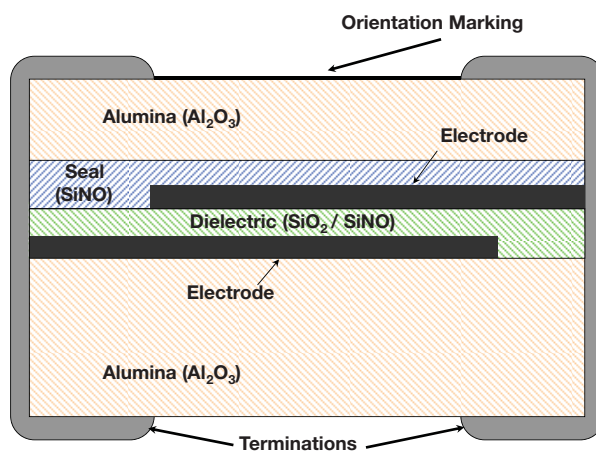 Orientation Marking
Alumina (Al₂O₃)
Electrode
Seal
(SiNO)
Dielectric (SiO₂ / SiNO)
Electrode
Alumina (Al₂O₃)
Terminations